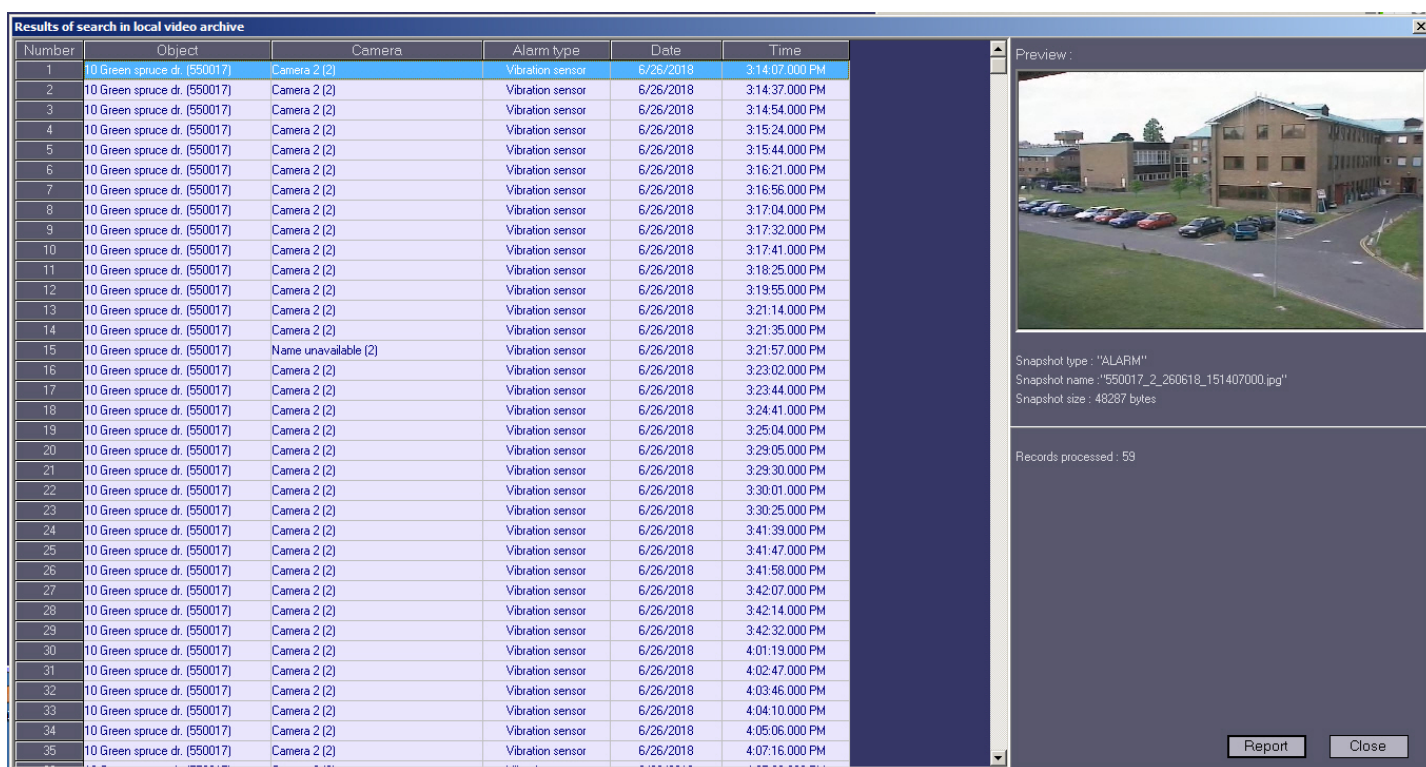 Results of search in local video archive
Number Object Camera Alarm type Date Time
1 10 Green spruce dr. (550017) Camera 2 (2) Vibration sensor 6/26/2018 3:14:07.000 PM
2 10 Green spruce dr. (550017) Camera 2 (2) Vibration sensor 6/26/2018 3:14:37.000 PM
3 10 Green spruce dr. (550017) Camera 2 (2) Vibration sensor 6/26/2018 3:14:54.000 PM
4 10 Green spruce dr. (550017) Camera 2 (2) Vibration sensor 6/26/2018 3:15:24.000 PM
5 10 Green spruce dr. (550017) Camera 2 (2) Vibration sensor 6/26/2018 3:15:44.000 PM
6 10 Green spruce dr. (550017) Camera 2 (2) Vibration sensor 6/26/2018 3:16:21.000 PM
7 10 Green spruce dr. (550017) Camera 2 (2) Vibration sensor 6/26/2018 3:16:56.000 PM
8 10 Green spruce dr. (550017) Camera 2 (2) Vibration sensor 6/26/2018 3:17:04.000 PM
9 10 Green spruce dr. (550017) Camera 2 (2) Vibration sensor 6/26/2018 3:17:32.000 PM
10 10 Green spruce dr. (550017) Camera 2 (2) Vibration sensor 6/26/2018 3:17:41.000 PM
11 10 Green spruce dr. (550017) Camera 2 (2) Vibration sensor 6/26/2018 3:18:25.000 PM
12 10 Green spruce dr. (550017) Camera 2 (2) Vibration sensor 6/26/2018 3:19:55.000 PM
13 10 Green spruce dr. (550017) Camera 2 (2) Vibration sensor 6/26/2018 3:21:14.000 PM
14 10 Green spruce dr. (550017) Camera 2 (2) Vibration sensor 6/26/2018 3:21:35.000 PM
15 10 Green spruce dr. (550017) Name unavailable (2) Vibration sensor 6/26/2018 3:21:57.000 PM
16 10 Green spruce dr. (550017) Camera 2 (2) Vibration sensor 6/26/2018 3:23:02.000 PM
17 10 Green spruce dr. (550017) Camera 2 (2) Vibration sensor 6/26/2018 3:23:44.000 PM
18 10 Green spruce dr. (550017) Camera 2 (2) Vibration sensor 6/26/2018 3:24:41.000 PM
19 10 Green spruce dr. (550017) Camera 2 (2) Vibration sensor 6/26/2018 3:25:04.000 PM
20 10 Green spruce dr. (550017) Camera 2 (2) Vibration sensor 6/26/2018 3:29:05.000 PM
21 10 Green spruce dr. (550017) Camera 2 (2) Vibration sensor 6/26/2018 3:29:30.000 PM
22 10 Green spruce dr. (550017) Camera 2 (2) Vibration sensor 6/26/2018 3:30:01.000 PM
23 10 Green spruce dr. (550017) Camera 2 (2) Vibration sensor 6/26/2018 3:30:25.000 PM
24 10 Green spruce dr. (550017) Camera 2 (2) Vibration sensor 6/26/2018 3:41:39.000 PM
25 10 Green spruce dr. (550017) Camera 2 (2) Vibration sensor 6/26/2018 3:41:47.000 PM
26 10 Green spruce dr. (550017) Camera 2 (2) Vibration sensor 6/26/2018 3:41:58.000 PM
27 10 Green spruce dr. (550017) Camera 2 (2) Vibration sensor 6/26/2018 3:42:07.000 PM
28 10 Green spruce dr. (550017) Camera 2 (2) Vibration sensor 6/26/2018 3:42:14.000 PM
29 10 Green spruce dr. (550017) Camera 2 (2) Vibration sensor 6/26/2018 3:42:32.000 PM
30 10 Green spruce dr. (550017) Camera 2 (2) Vibration sensor 6/26/2018 4:01:19.000 PM
31 10 Green spruce dr. (550017) Camera 2 (2) Vibration sensor 6/26/2018 4:02:47.000 PM
32 10 Green spruce dr. (550017) Camera 2 (2) Vibration sensor 6/26/2018 4:03:46.000 PM
33 10 Green spruce dr. (550017) Camera 2 (2) Vibration sensor 6/26/2018 4:04:10.000 PM
34 10 Green spruce dr. (550017) Camera 2 (2) Vibration sensor 6/26/2018 4:05:06.000 PM
35 10 Green spruce dr. (550017) Camera 2 (2) Vibration sensor 6/26/2018 4:07:16.000 PM
Preview :
Snapshot type : "ALARM"
Snapshot name :"550017_2_260618_151407000.jpg"
Snapshot size : 48287 bytes
Records processed : 59
Report Close